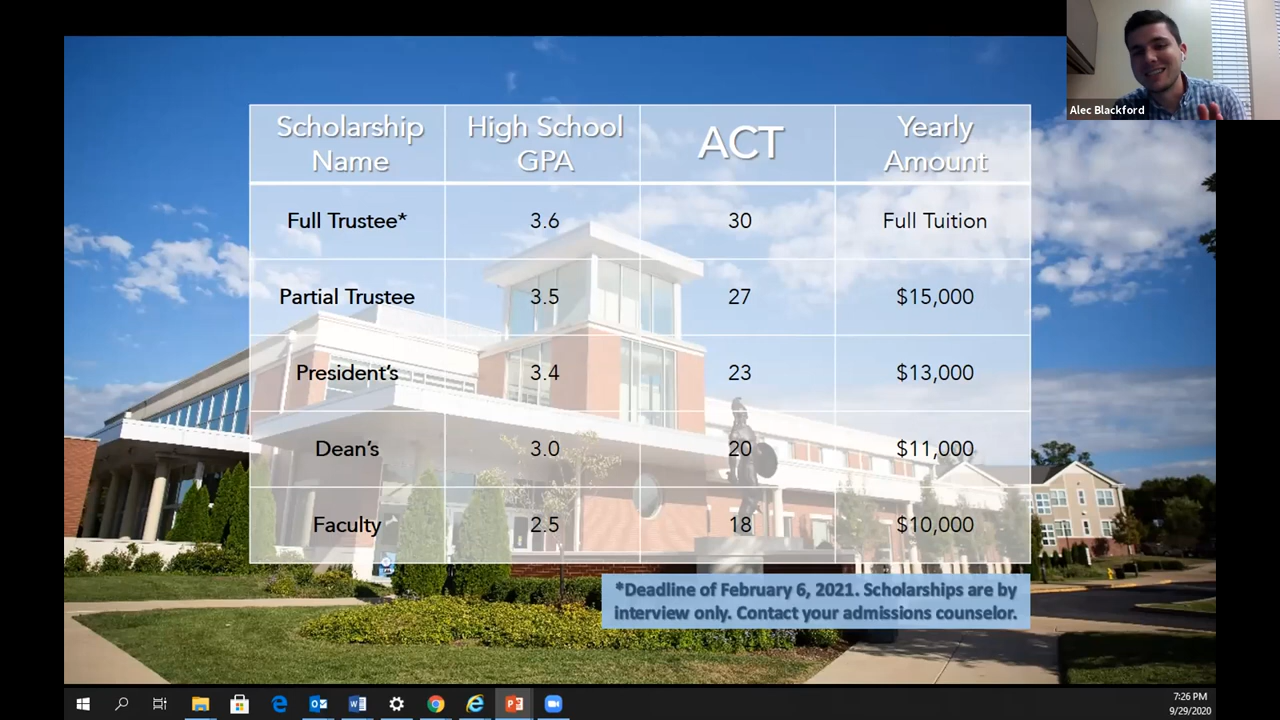 Alec Blackford
Scholarship Name
High School GPA
ACT
Yearly Amount
Full Trustee*
3.6
30
Full Tuition
Partial Trustee
3.5
27
$15,000
President's
3.4
23
$13,000
Dean's
3.0
20
$11,000
Faculty
2.5
18
$10,000
*Deadline of February 6, 2021. Scholarships are by
interview only. Contact your admissions counselor.
7:26 PM
9/29/2020